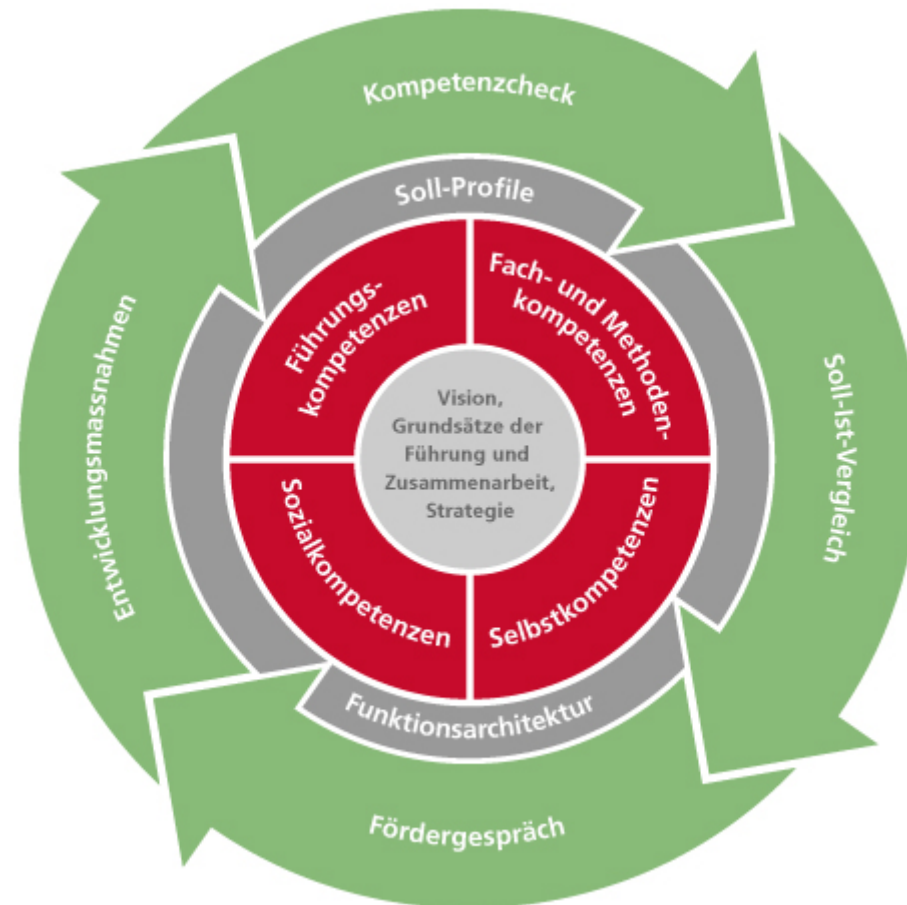 Kompetenzcheck
Soll-Profile
Führungs-
kompetenzen
Fach- und Methoden-
kompetenzen
Vision,
Grundsätze der
Führung und
Zusammenarbeit,
Strategie
Entwicklungsmassnahmen
Soll-Ist-Vergleich
Sozialkompetenzen
Selbstkompetenzen
Funktionsarchitektur
Fördergespräch